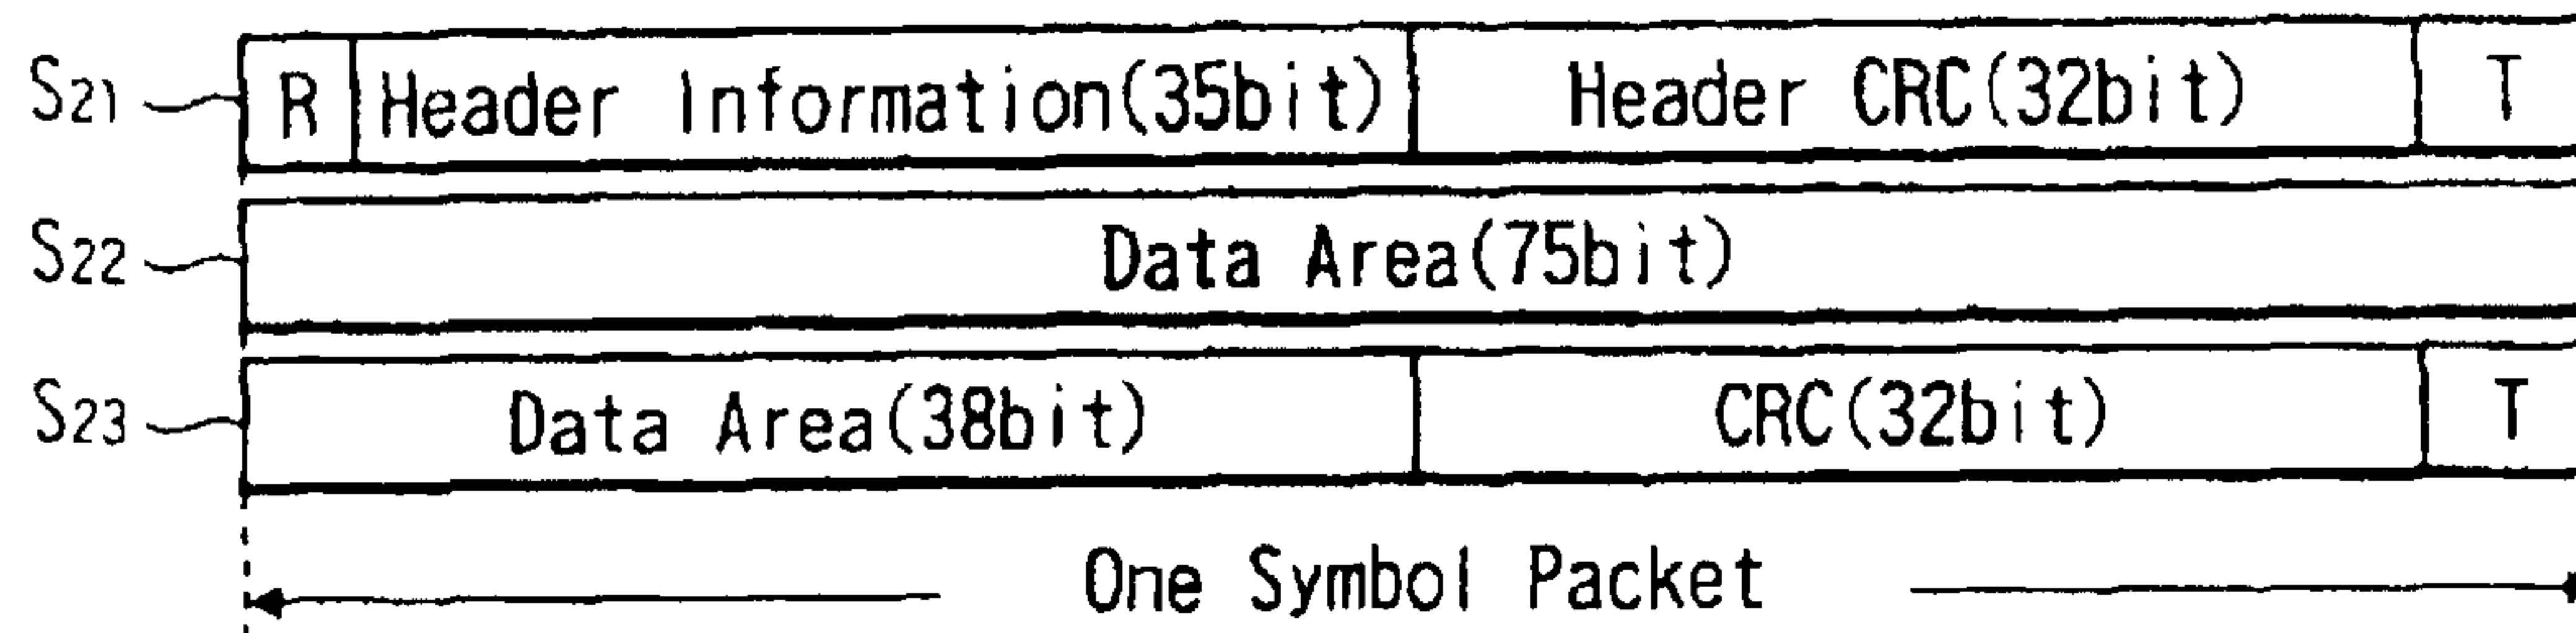 S21 R Header Information(35bit) Header CRC(32bit) T
S22 Data Area(75bit)
S23 Data Area(38bit) CRC(32bit) T
One Symbol Packet